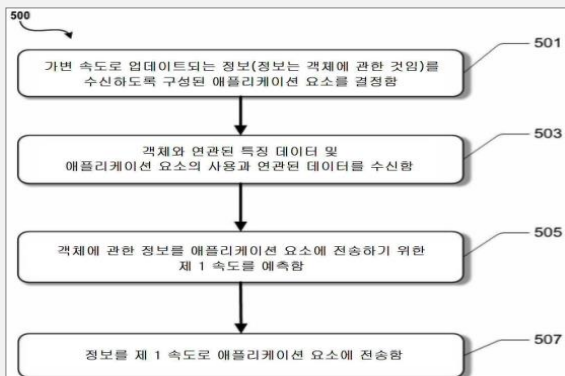 500
가변 속도로 업데이트되는 정보(정보는 객체에 관한 것임)를
수신하도록 구성된 애플리케이션 요소를 결정함
501
객체와 연관된 특징 데이터 및
애플리케이션 요소의 사용과 연관된 데이터를 수신함
503
객체에 관한 정보를 애플리케이션 요소에 전송하기 위한
제 1 속도를 예측함
505
정보를 제 1 속도로 애플리케이션 요소에 전송함
507